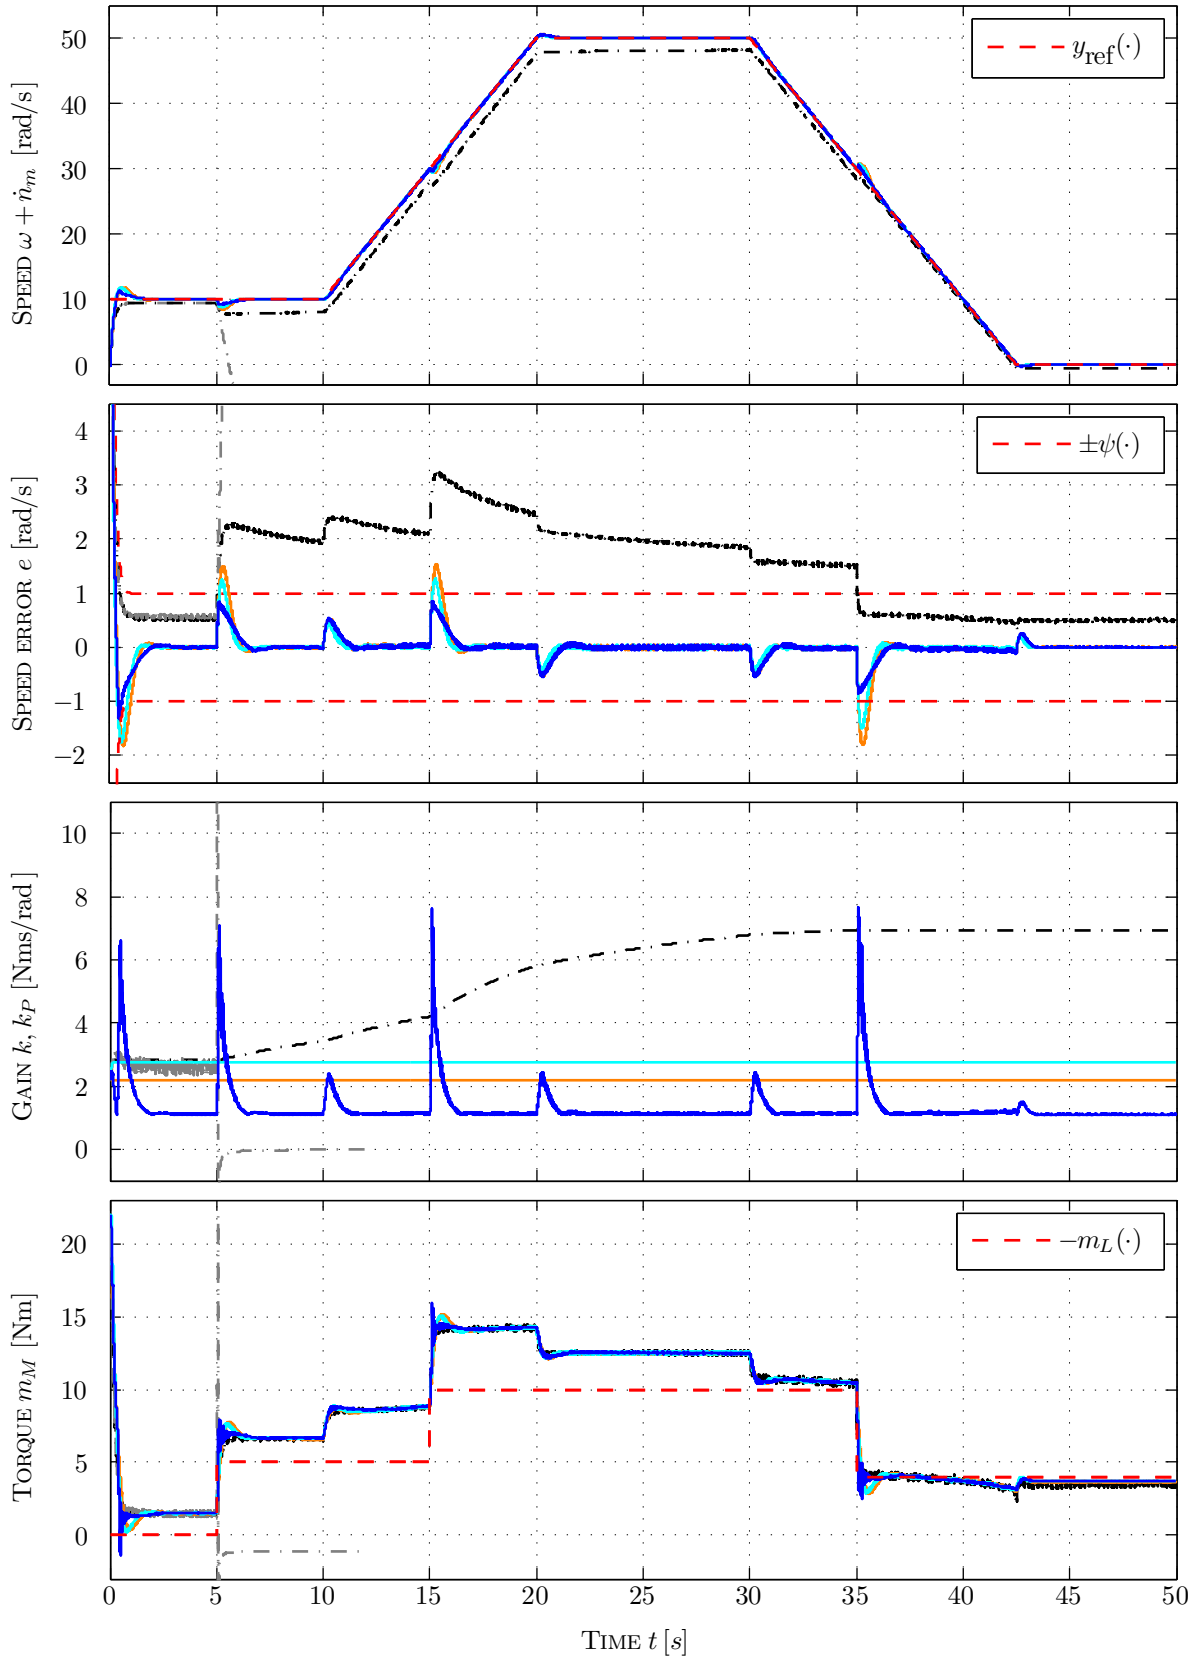 SPEED ω + ṅ_m [rad/s]
50
40
30
20
10
0
y_ref(·)
SPEED ERROR e [rad/s]
4
3
2
1
0
−1
−2
±ψ(·)
GAIN k, k_P [Nms/rad ]
10
8
6
4
2
0
TORQUE m_M [Nm]
20
15
10
5
0
−m_L(·)
0 5 10 15 20 25 30 35 40 45 50
TIME t [s]